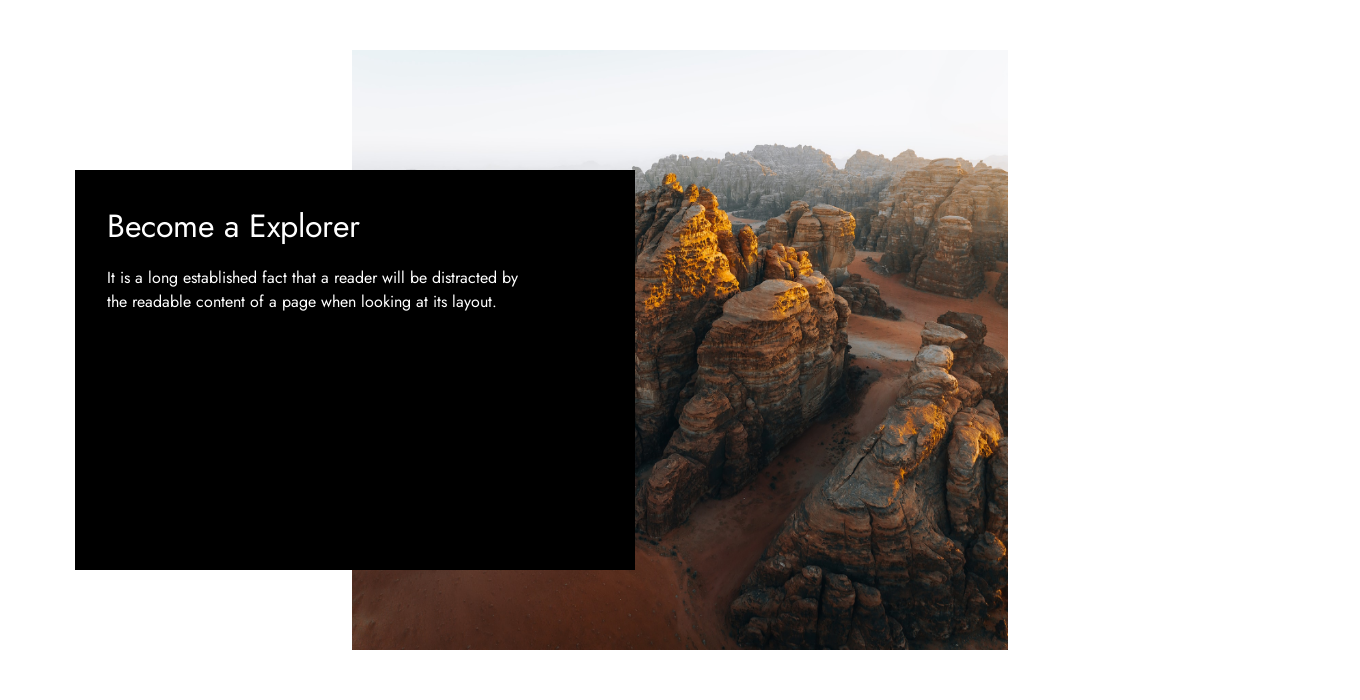 Become a Explorer
It is a long established fact that a reader will be distracted by
the readable content of a page when looking at its layout.